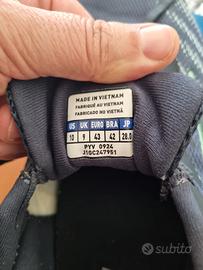 MADE IN VIETNAM
FABRIQUÉ AU VIETNAM
FABRICADO NO VIETNÃ
US UK EURO BRA JP
10 9 43 42 28.0
PYV 0924
J1GC247951
subito